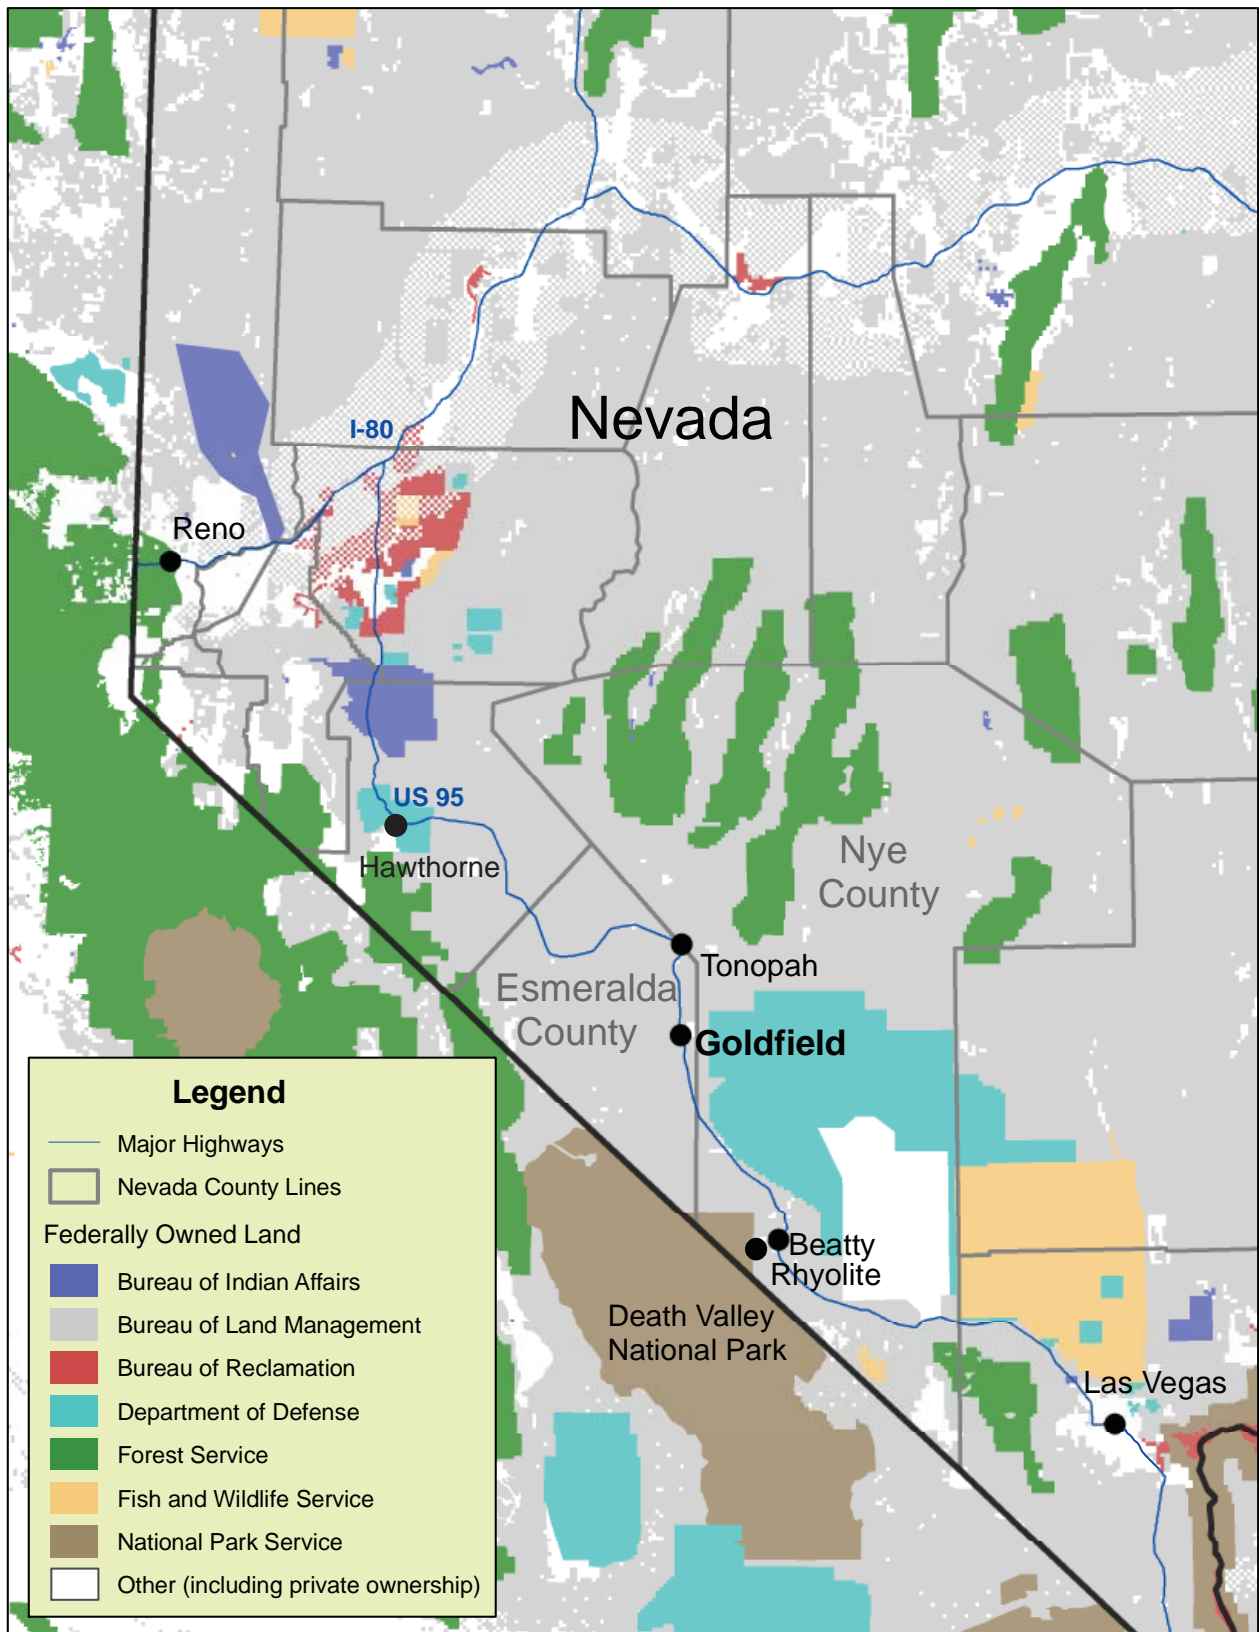 Nevada
I-80
Reno
US 95
Hawthorne
Nye
County
Tonopah
Esmeralda
County
Goldfield
Beatty
Rhyolite
Death Valley
National Park
Las Vegas
Legend
Major Highways
Nevada County Lines
Federally Owned Land
Bureau of Indian Affairs
Bureau of Land Management
Bureau of Reclamation
Department of Defense
Forest Service
Fish and Wildlife Service
National Park Service
Other (including private ownership)